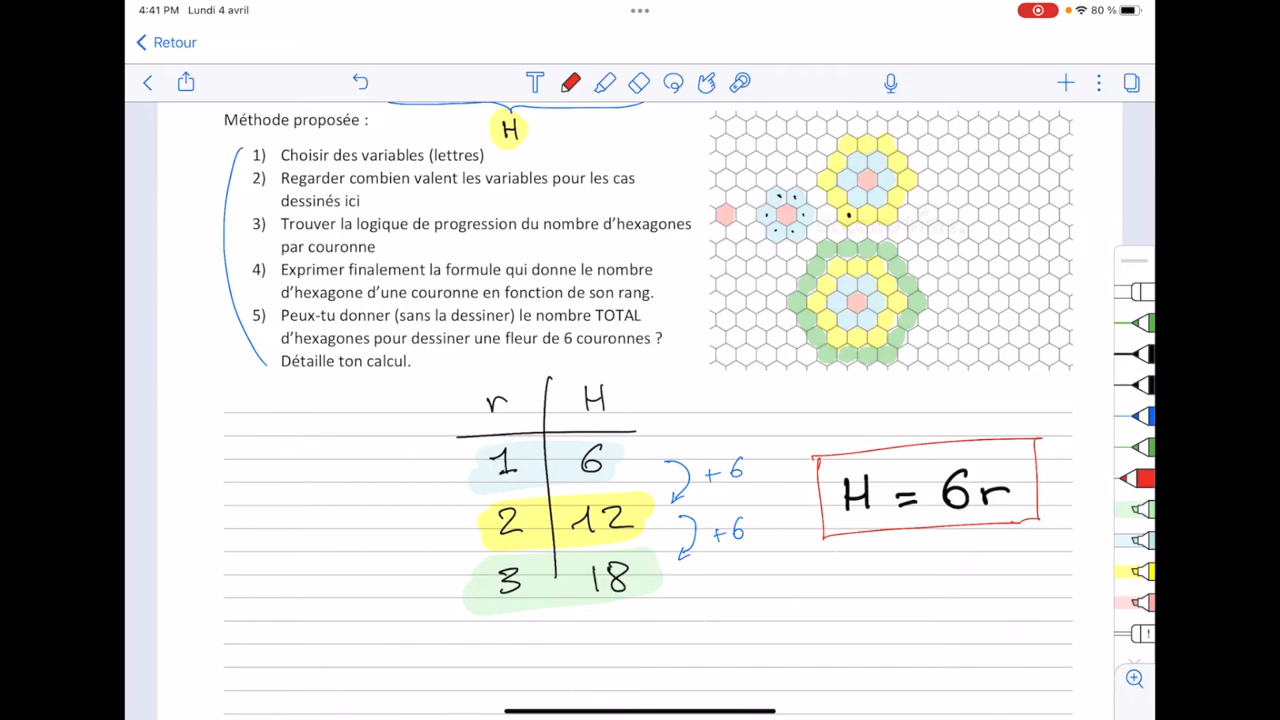 4:41 PM Lundi 4 avril
80 %
Retour
H
Méthode proposée :
1) Choisir des variables (lettres)
2) Regarder combien valent les variables pour les cas
dessinés ici
3) Trouver la logique de progression du nombre d’hexagones
par couronne
4) Exprimer finalement la formule qui donne le nombre
d’hexagone d’une couronne en fonction de son rang.
5) Peux-tu donner (sans la dessiner) le nombre TOTAL
d’hexagones pour dessiner une fleur de 6 couronnes ?
Détaille ton calcul.
r H
1 6
+6
2 12
+6
3 18
H = 6r